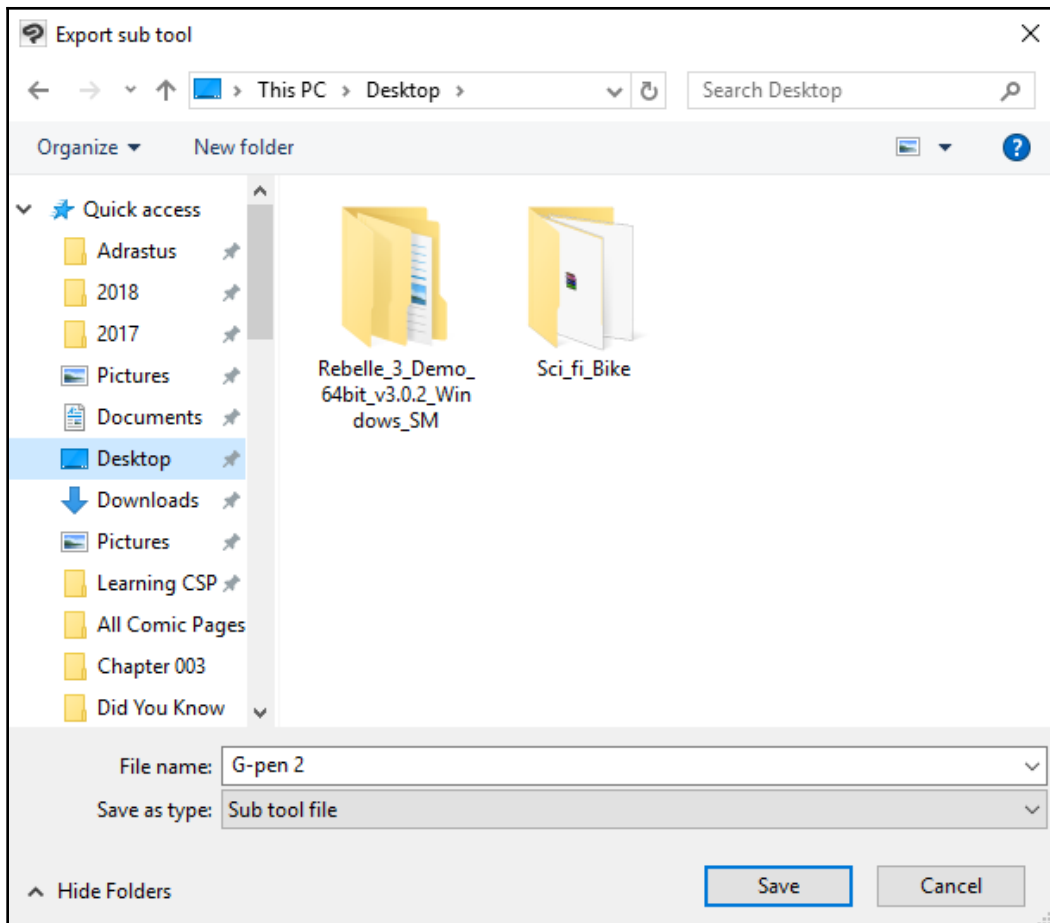 Export sub tool
This PC > Desktop >
Search Desktop
Organize
New folder
Quick access
Adrastus
2018
2017
Pictures
Documents
Desktop
Downloads
Pictures
Learning CSP
All Comic Pages
Chapter 003
Did You Know
Rebelle_3_Demo_
64bit_v3.0.2_Win
dows_SM
Sci_fi_Bike
File name: G-pen 2
Save as type: Sub tool file
Hide Folders
Save
Cancel